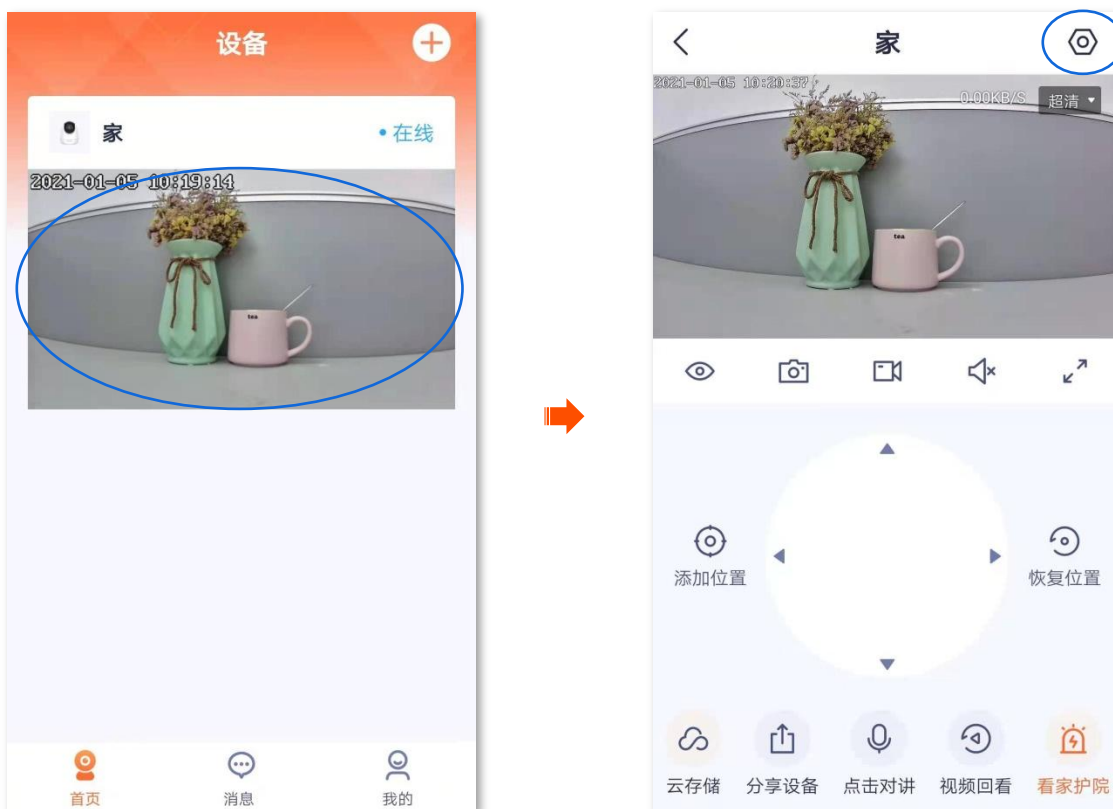 设备
家
在线
2021-01-05 10:19:14
tea
首页
消息
我的
家
2021-01-05 10:20:37
0.00KB/S
超清
tea
添加位置
恢复位置
云存储
分享设备
点击对讲
视频回看
看家护院